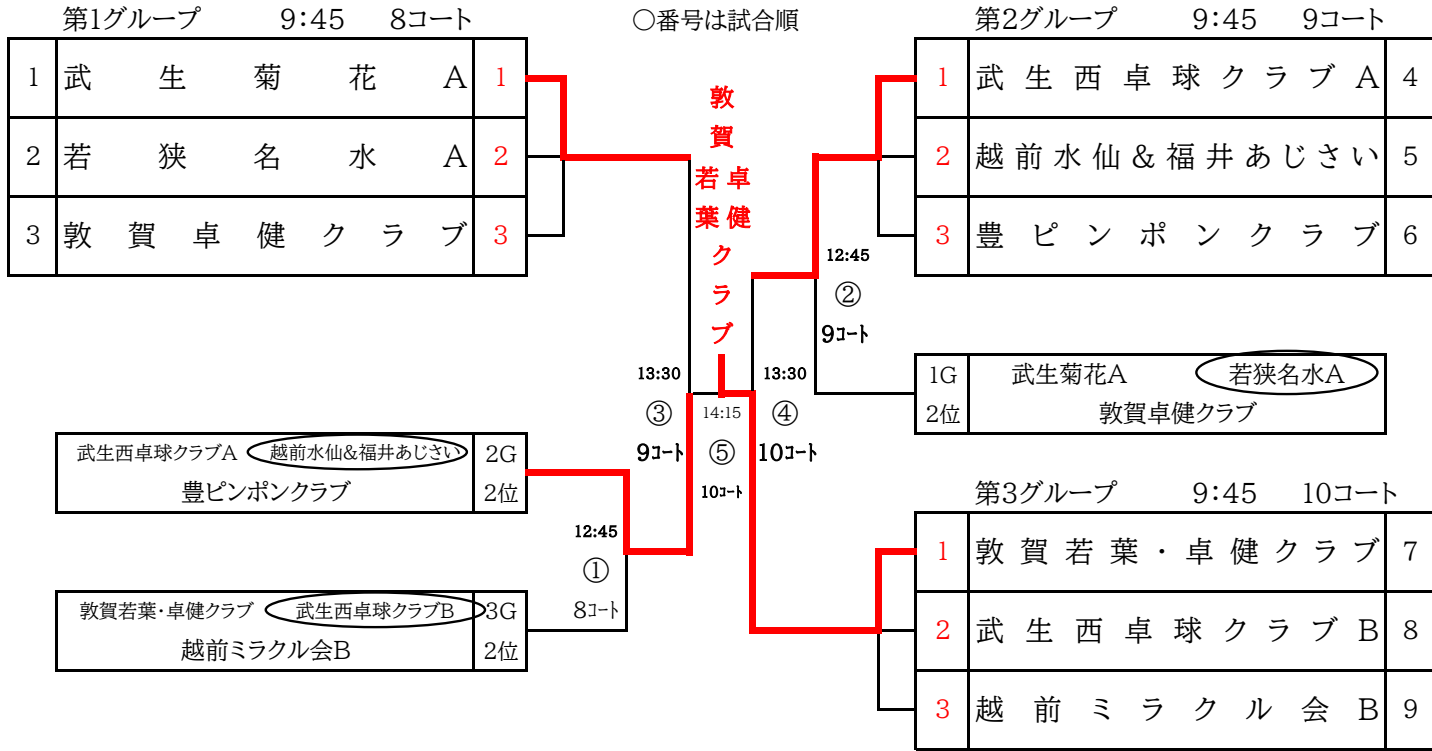 第1グループ 9:45 8コート
○番号は試合順
第2グループ 9:45 9コート
1 武生菊花A 1
2 若狭名水A 2
3 敦賀卓健クラブ 3
敦賀
若葉
卓健
クラブ
1 武生西卓球クラブA 4
2 越前水仙&福井あじさい 5
3 豊ピンポンクラブ 6
12:45
②
9コート
1G 武生菊花A 若狭名水A
2位 敦賀卓健クラブ
13:30
③
9コート
14:15
⑤
10コート
13:30
④
10コート
武生西卓球クラブA 越前水仙&福井あじさい 2G
豊ピンポンクラブ 2位
12:45
①
8コート
敦賀若葉・卓健クラブ 武生西卓球クラブB 3G
越前ミラクル会B 2位
第3グループ 9:45 10コート
1 敦賀若葉・卓健クラブ 7
2 武生西卓球クラブB 8
3 越前ミラクル会B 9